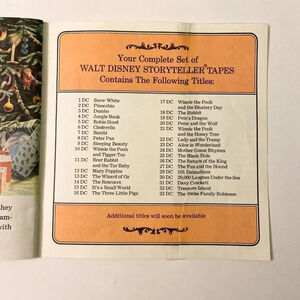 Your Complete Set of
WALT DISNEY STORYTELLER® TAPES
Contains The Following Titles:
1 DC Snow White
2 DC Pinocchio
3 DC Dumbo
4 DC Jungle Book
5 DC Robin Hood
6 DC Cinderella
7 DC Bambi
8 DC Peter Pan
9 DC Sleeping Beauty
10 DC Winnie the Pooh
and Tigger Too
11 DC Brer Rabbit
and the Tar Baby
12 DC Mary Poppins
13 DC The Wizard of Oz
14 DC The Rescuers
15 DC It's a Small World
16 DC The Three Little Pigs
17 DC Winnie the Pooh
and the Blustery Day
18 DC The Hobbit
19 DC Pete's Dragon
20 DC Peter and the Wolf
21 DC Winnie the Pooh
and the Honey Tree
22 DC Lady and the Tramp
23 DC Alice in Wonderland
24 DC Mother Goose Rhymes
25 DC The Black Hole
26 DC The Return of the King
27 DC The Fox and the Hound
28 DC 101 Dalmatians
29 DC 20,000 Leagues Under the Sea
31 DC Davy Crockett
32 DC Treasure Island
33 DC The Swiss Family Robinson
Additional titles will soon be available
hey
am-
with